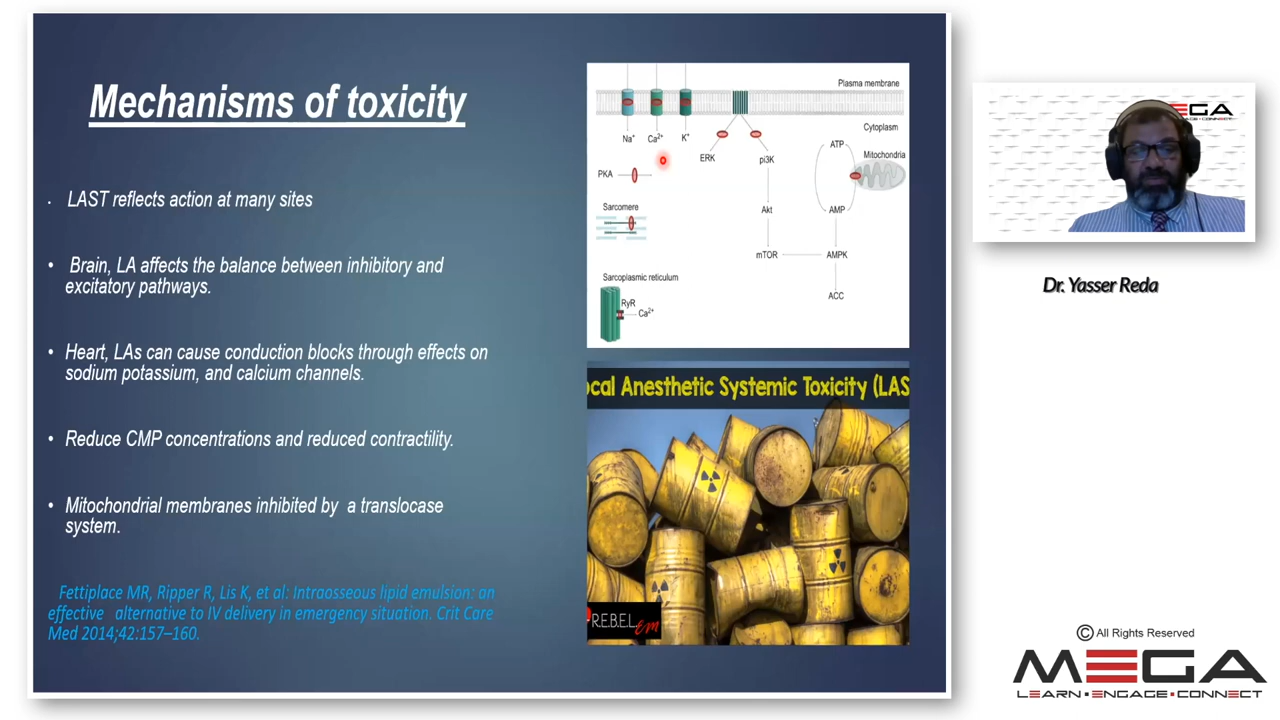 Mechanisms of toxicity
• LAST reflects action at many sites
• Brain, LA affects the balance between inhibitory and
excitatory pathways.
• Heart, LAs can cause conduction blocks through effects on
sodium potassium, and calcium channels.
• Reduce CMP concentrations and reduced contractility.
• Mitochondrial membranes inhibited by a translocase
system.
Fettiplace MR, Ripper R, Lis K, et al: Intraosseous lipid emulsion: an
effective alternative to IV delivery in emergency situation. Crit Care
Med 2014;42:157–160.
Plasma membrane
Cytoplasm
Na⁺ Ca²⁺ K⁺
ERK
pi3K
ATP
Mitochondria
PKA
Sarcomere
Akt
AMP
mTOR
AMPK
Sarcoplasmic reticulum
RyR
Ca²⁺
ACC
ocal Anesthetic Systemic Toxicity (LAS
R.E.B.E.L.
Em
EGA
AGE•CONNECT
Dr. Yasser Reda
© All Rights Reserved
MEGA
LEARN•ENGAGE•CONNECT